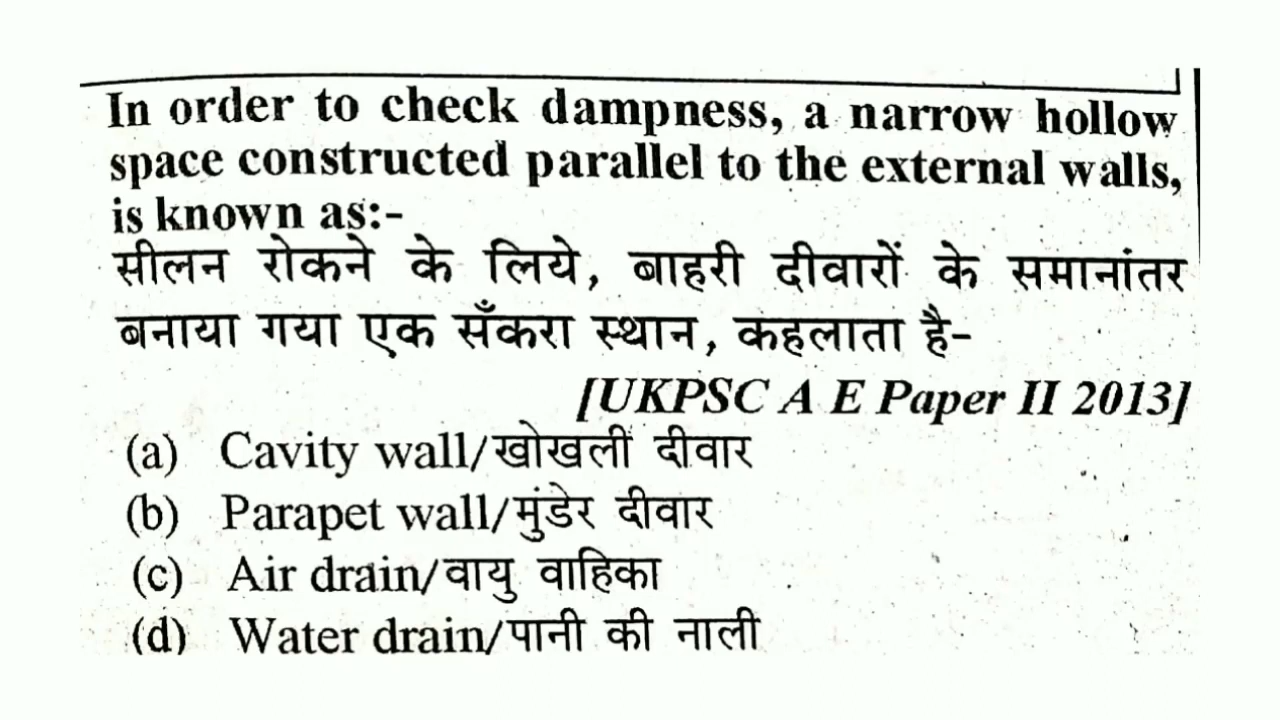 In order to check dampness, a narrow hollow
space constructed parallel to the external walls,
is known as:-
सीलन रोकने के लिये, बाहरी दीवारों के समानांतर
बनाया गया एक सँकरा स्थान, कहलाता है–
[UKPSC A E Paper II 2013]
(a) Cavity wall/खोखली दीवार
(b) Parapet wall/मुंडेर दीवार
(c) Air drain/वायु वाहिका
(d) Water drain/पानी की नाली